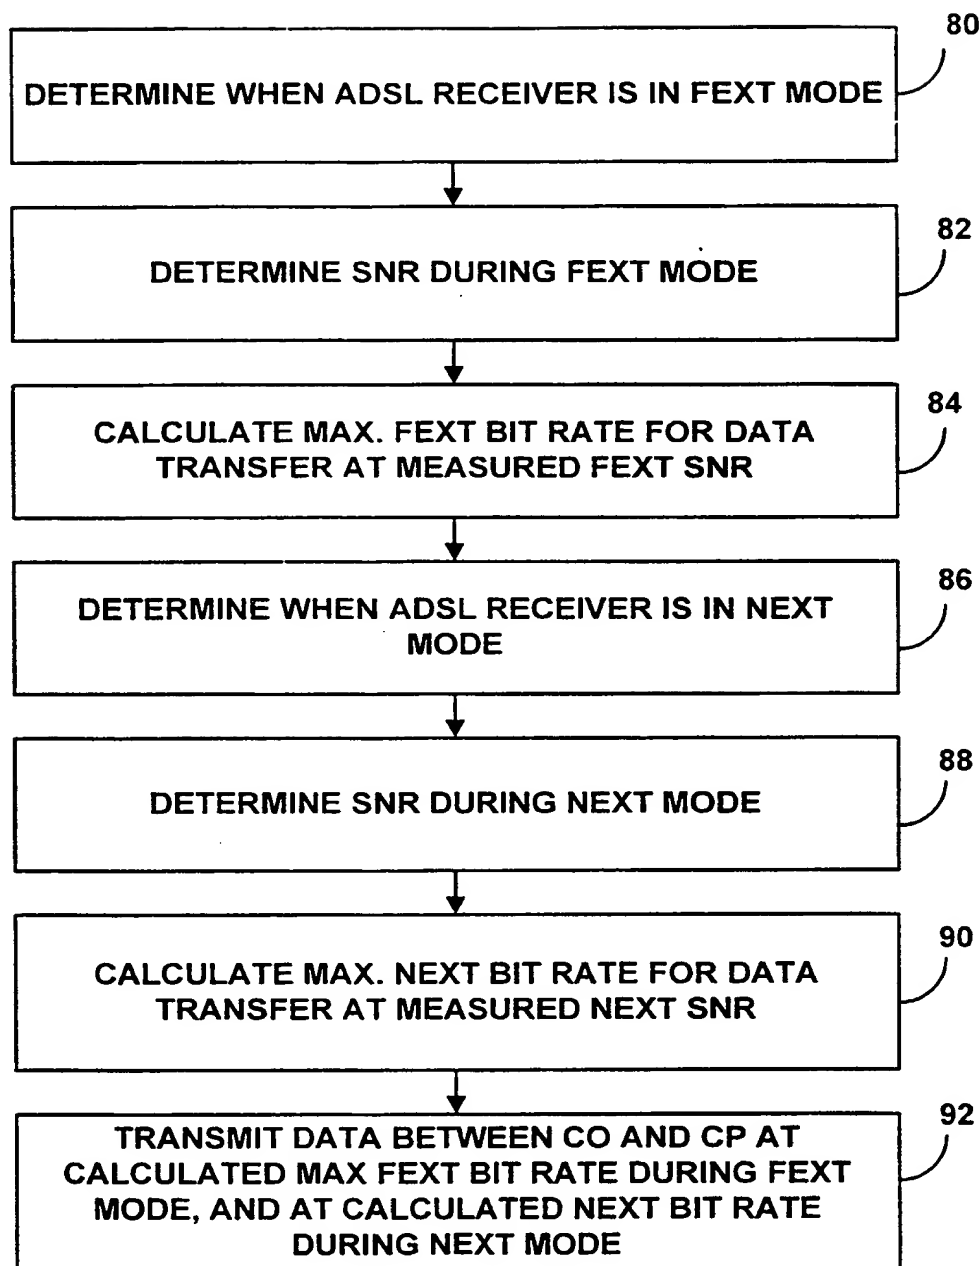 80
DETERMINE WHEN ADSL RECEIVER IS IN FEXT MODE
82
DETERMINE SNR DURING FEXT MODE
84
CALCULATE MAX. FEXT BIT RATE FOR DATA
TRANSFER AT MEASURED FEXT SNR
86
DETERMINE WHEN ADSL RECEIVER IS IN NEXT
MODE
88
DETERMINE SNR DURING NEXT MODE
90
CALCULATE MAX. NEXT BIT RATE FOR DATA
TRANSFER AT MEASURED NEXT SNR
92
TRANSMIT DATA BETWEEN CO AND CP AT
CALCULATED MAX FEXT BIT RATE DURING FEXT
MODE, AND AT CALCULATED NEXT BIT RATE
DURING NEXT MODE